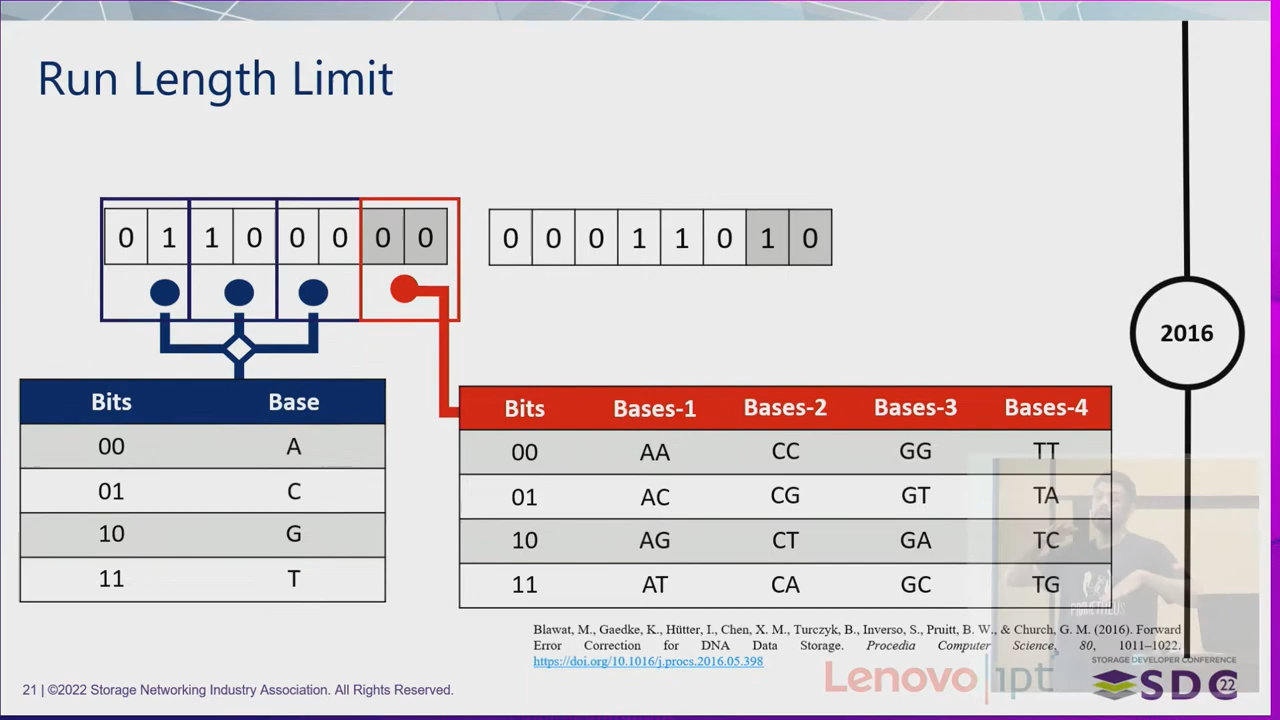 Run Length Limit
0 1 1 0 0 0 0 0
0 0 0 1 1 0 1 0
2016
Bits Base
00 A
01 C
10 G
11 T
Bits Bases-1 Bases-2 Bases-3 Bases-4
00 AA CC GG TT
01 AC CG GT TA
10 AG CT GA TC
11 AT CA GC TG
Blawat, M., Gaedke, K., Hütter, I., Chen, X. M., Turczyk, B., Inverso, S., Pruitt, B. W., & Church, G. M. (2016). Forward
Error Correction for DNA Data Storage. Procedia Computer Science, 80, 1011–1022.
https://doi.org/10.1016/j.procs.2016.05.398
PROMETHEUS
Lenovo ipt
STORAGE DEVELOPER CONFERENCE
SDC
22
21 | ©2022 Storage Networking Industry Association. All Rights Reserved.